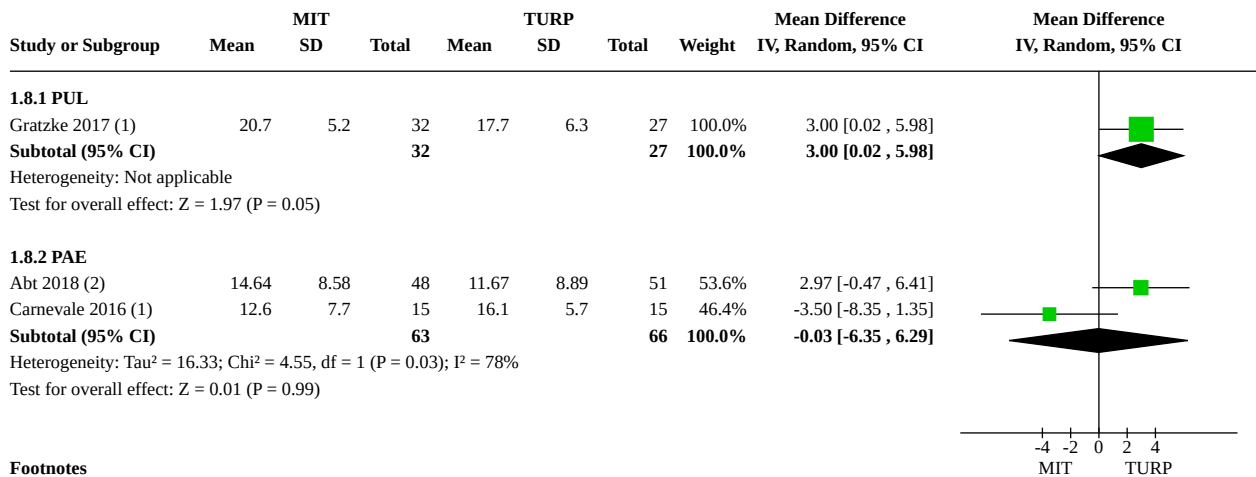 MIT TURP Mean Difference Mean Difference
Study or Subgroup Mean SD Total Mean SD Total Weight IV, Random, 95% CI IV, Random, 95% CI
1.8.1 PUL
Gratzke 2017 (1) 20.7 5.2 32 17.7 6.3 27 100.0% 3.00 [0.02 , 5.98]
Subtotal (95% CI) 32 27 100.0% 3.00 [0.02 , 5.98]
Heterogeneity: Not applicable
Test for overall effect: Z = 1.97 (P = 0.05)
1.8.2 PAE
Abt 2018 (2) 14.64 8.58 48 11.67 8.89 51 53.6% 2.97 [-0.47 , 6.41]
Carnevale 2016 (1) 12.6 7.7 15 16.1 5.7 15 46.4% -3.50 [-8.35 , 1.35]
Subtotal (95% CI) 63 66 100.0% -0.03 [-6.35 , 6.29]
Heterogeneity: Tau² = 16.33; Chi² = 4.55, df = 1 (P = 0.03); I² = 78%
Test for overall effect: Z = 0.01 (P = 0.99)
-4 -2 0 2 4
Footnotes MIT TURP